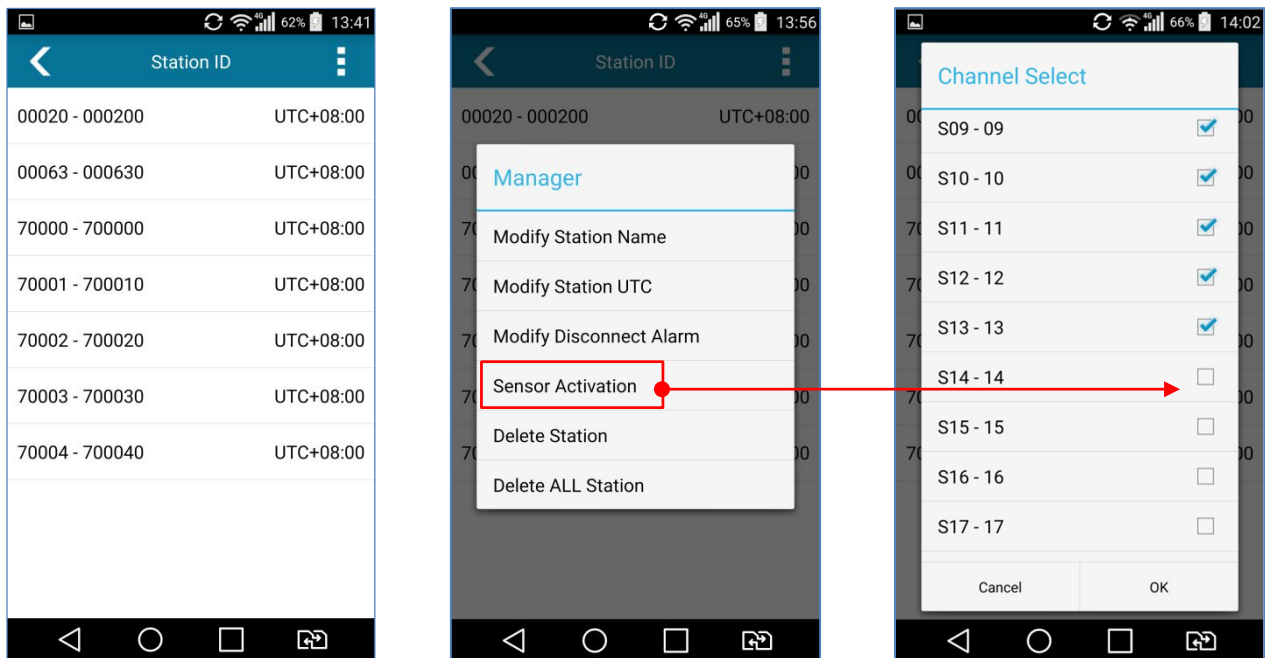 62% 13:41
Station ID
00020 - 000200 UTC+08:00
00063 - 000630 UTC+08:00
70000 - 700000 UTC+08:00
70001 - 700010 UTC+08:00
70002 - 700020 UTC+08:00
70003 - 700030 UTC+08:00
70004 - 700040 UTC+08:00
4G 65% 13:56
Station ID
00020 - 000200 UTC+08:00
Manager
Modify Station Name
Modify Station UTC
Modify Disconnect Alarm
Sensor Activation
Delete Station
Delete ALL Station
4G 66% 14:02
Channel Select
S09 - 09
S10 - 10
S11 - 11
S12 - 12
S13 - 13
S14 - 14
S15 - 15
S16 - 16
S17 - 17
Cancel OK